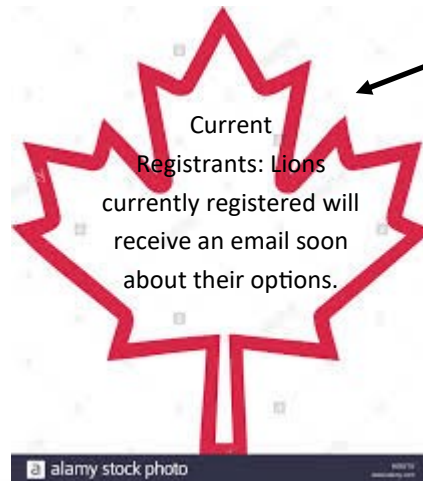 Current
Registrants: Lions
currently registered will
receive an email soon
about their options.
a alamy stock photo